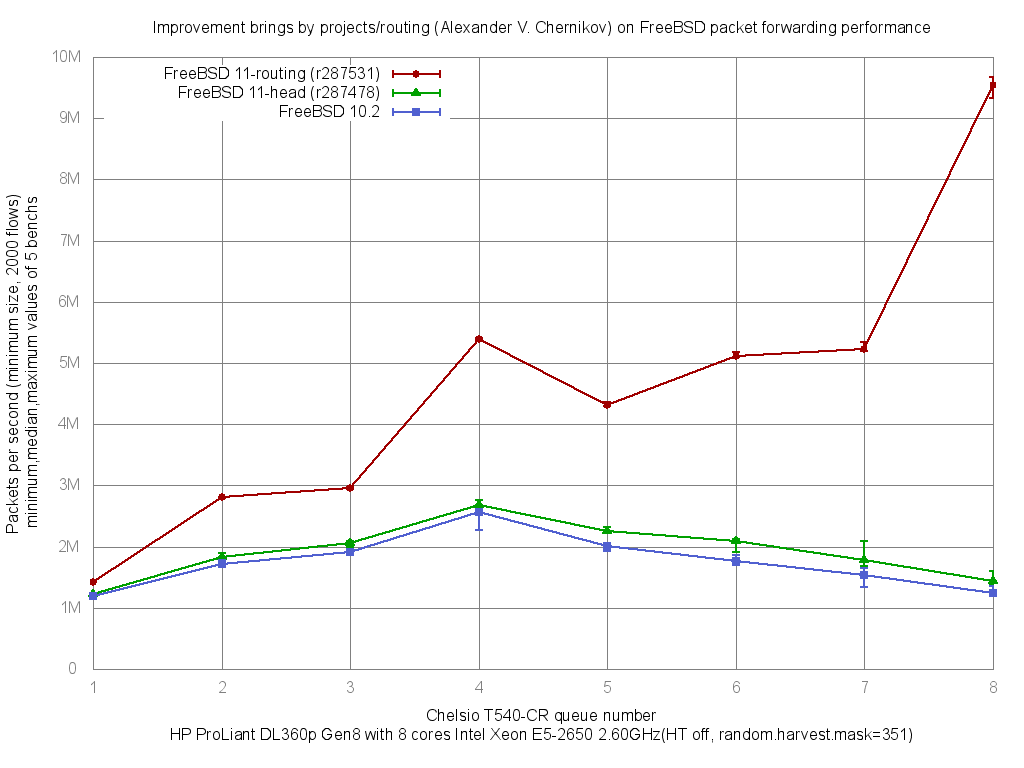 Improvement brings by projects/routing (Alexander V. Chernikov) on FreeBSD packet forwarding performance
FreeBSD 11-routing (r287531)
FreeBSD 11-head (r287478)
FreeBSD 10.2
10M
9M
8M
7M
6M
5M
4M
3M
2M
1M
0
Packets per second (minimum size, 2000 flows)
minimum,median,maximum values of 5 benchs
1 2 3 4 5 6 7 8
Chelsio T540-CR queue number
HP ProLiant DL360p Gen8 with 8 cores Intel Xeon E5-2650 2.60GHz(HT off, random.harvest.mask=351)